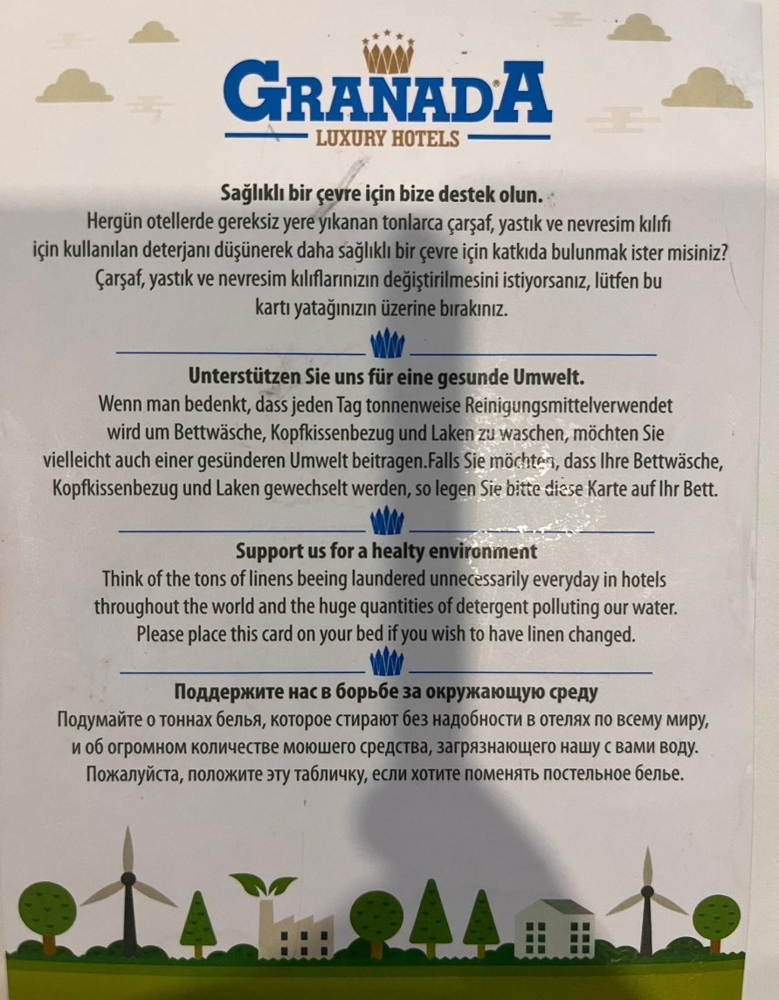 GRANADA®
LUXURY HOTELS
Sağlıklı bir çevre için bize destek olun.
Hergün otellerde gereksiz yere yıkanan tonlarca çarşaf, yastık ve nevresim kılıfı
için kullanılan deterjanı düşünerek daha sağlıklı bir çevre için katkıda bulunmak ister misiniz?
Çarşaf, yastık ve nevresim kılıflarınızın değiştirilmesini istiyorsanız, lütfen bu
kartı yatağınızın üzerine bırakınız.
Unterstützen Sie uns für eine gesunde Umwelt.
Wenn man bedenkt, dass jeden Tag tonnenweise Reinigungsmittelverwendet
wird um Bettwäsche, Kopfkissenbezug und Laken zu waschen, möchten Sie
vielleicht auch einer gesünderen Umwelt beitragen.Falls Sie möchten, dass Ihre Bettwäsche,
Kopfkissenbezug und Laken gewechselt werden, so legen Sie bitte diese Karte auf Ihr Bett.
Support us for a healty environment
Think of the tons of linens beeing laundered unnecessarily everyday in hotels
throughout the world and the huge quantities of detergent polluting our water.
Please place this card on your bed if you wish to have linen changed.
Поддержите нас в борьбе за окружающую среду
Подумайте о тоннах белья, которое стирают без надобности в отелях по всему миру,
и об огромном количестве моюшего средства, загрязнающего нашу с вами воду.
Пожалуйста, положите эту табличку, если хотите поменять постельное белье.